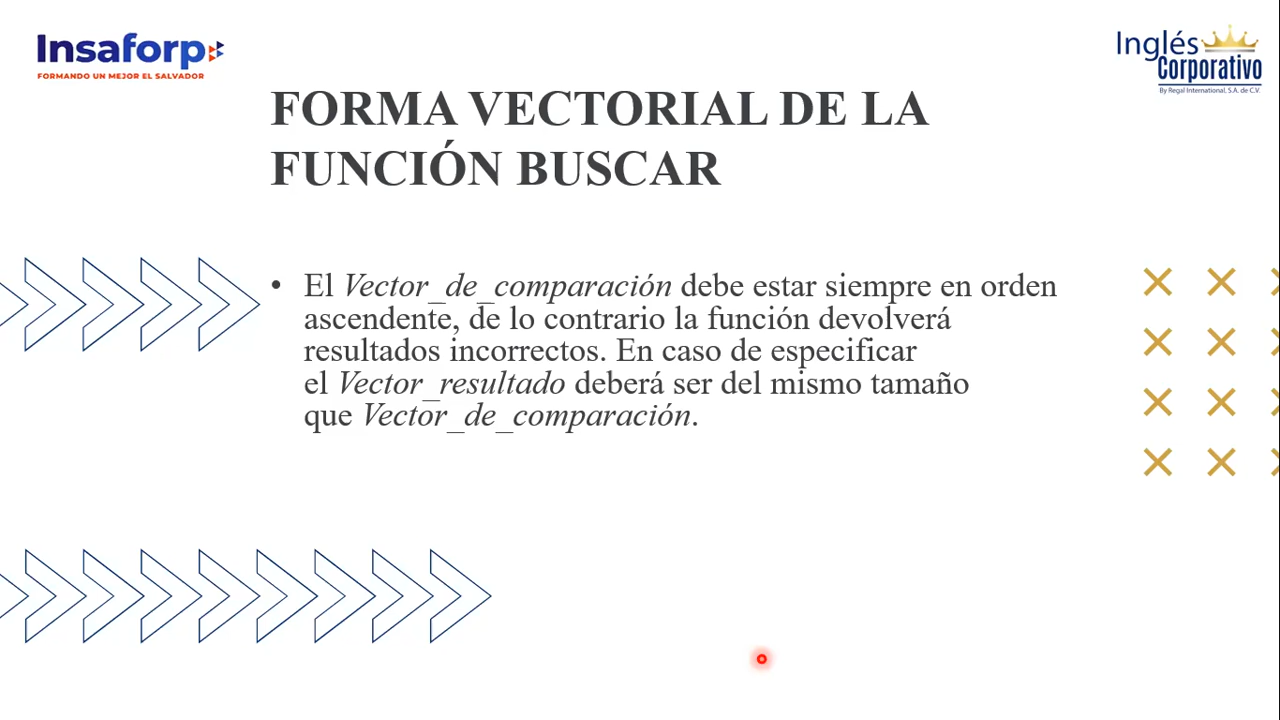 Insaforp
FORMANDO UN MEJOR EL SALVADOR
Inglés
Corporativo
By Regal International, S.A. de C.V.
FORMA VECTORIAL DE LA
FUNCIÓN BUSCAR
• El Vector_de_comparación debe estar siempre en orden
ascendente, de lo contrario la función devolverá
resultados incorrectos. En caso de especificar
el Vector_resultado deberá ser del mismo tamaño
que Vector_de_comparación.